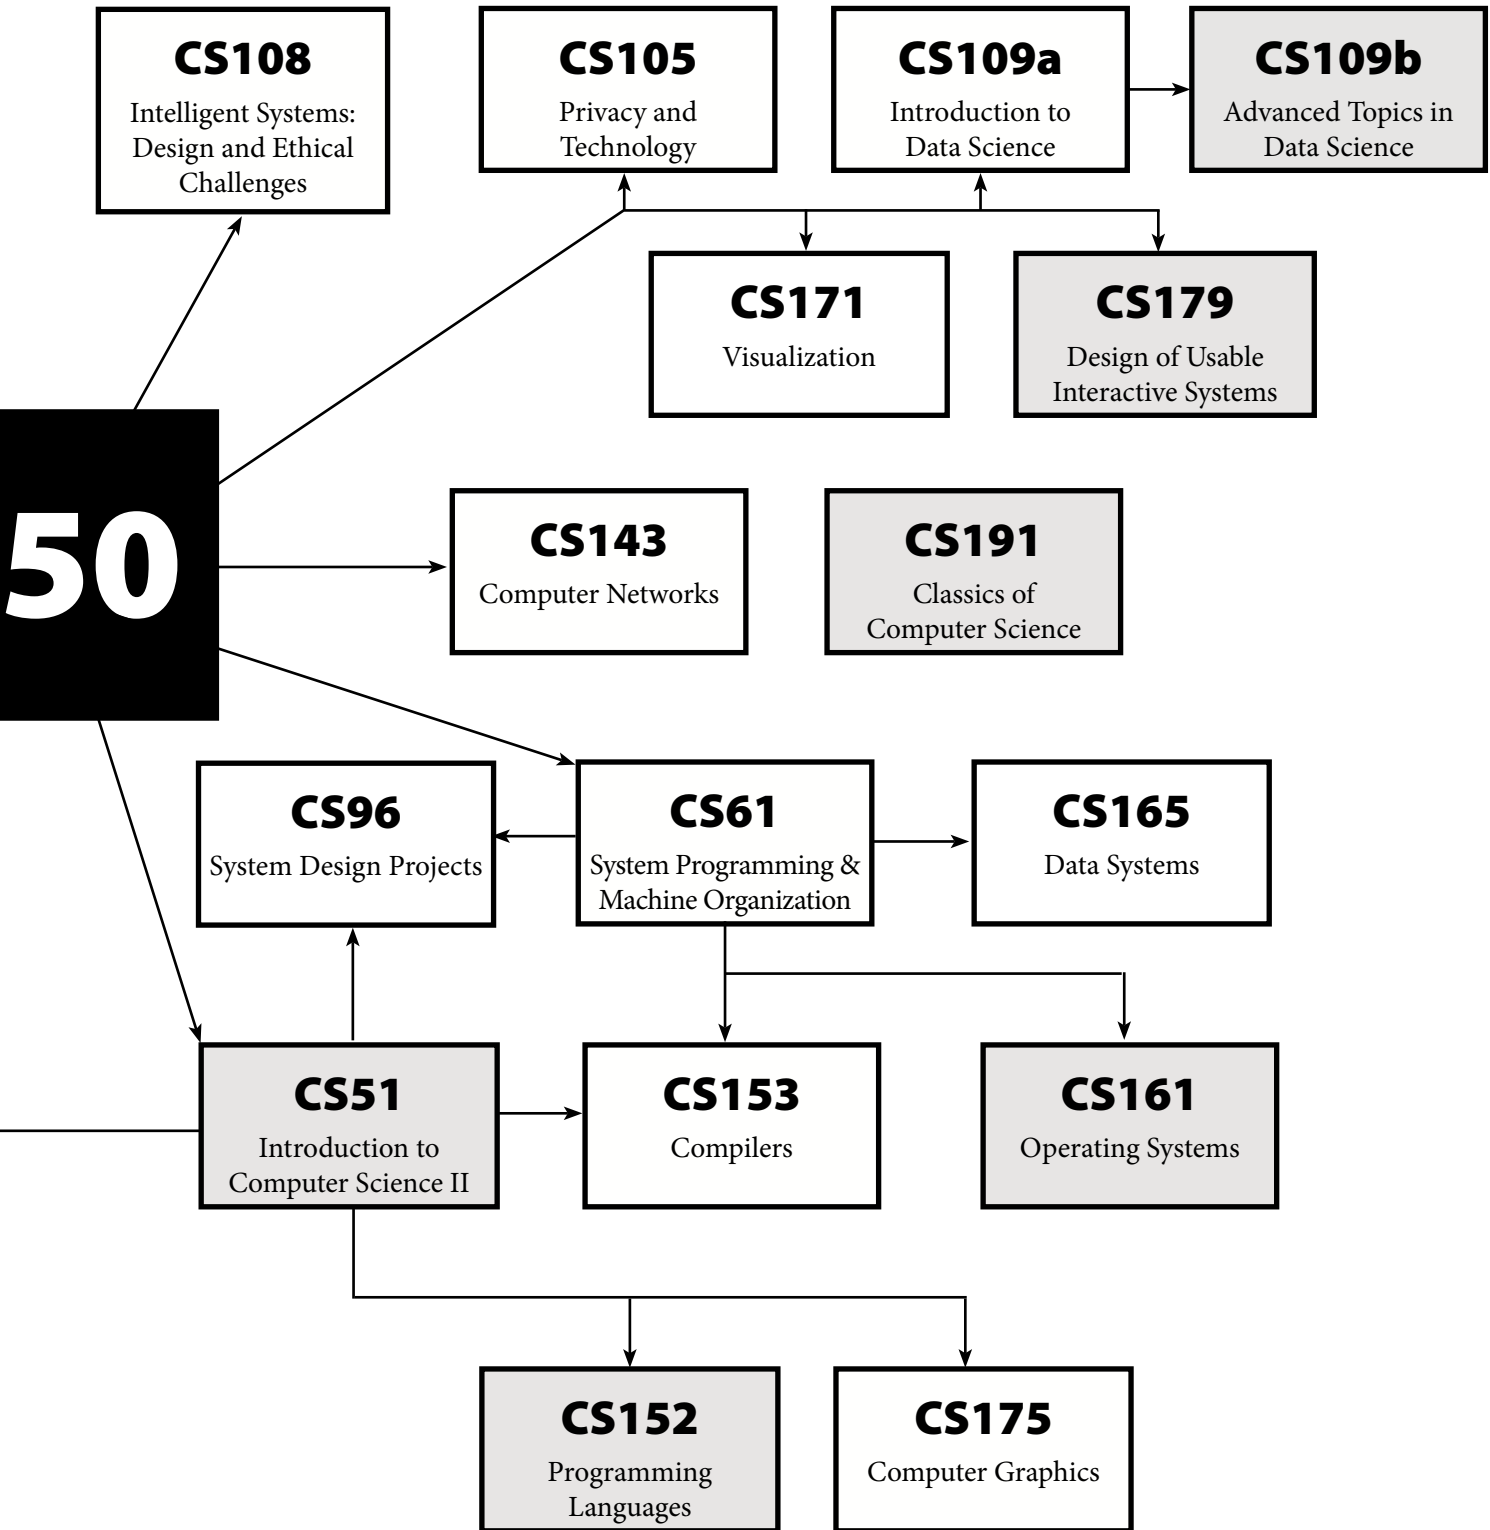 CS108
Intelligent Systems:
Design and Ethical
Challenges
CS105
Privacy and
Technology
CS109a
Introduction to
Data Science
CS109b
Advanced Topics in
Data Science
CS171
Visualization
CS179
Design of Usable
Interactive Systems
50
CS143
Computer Networks
CS191
Classics of
Computer Science
CS96
System Design Projects
CS61
System Programming &
Machine Organization
CS165
Data Systems
CS51
Introduction to
Computer Science II
CS153
Compilers
CS161
Operating Systems
CS152
Programming
Languages
CS175
Computer Graphics